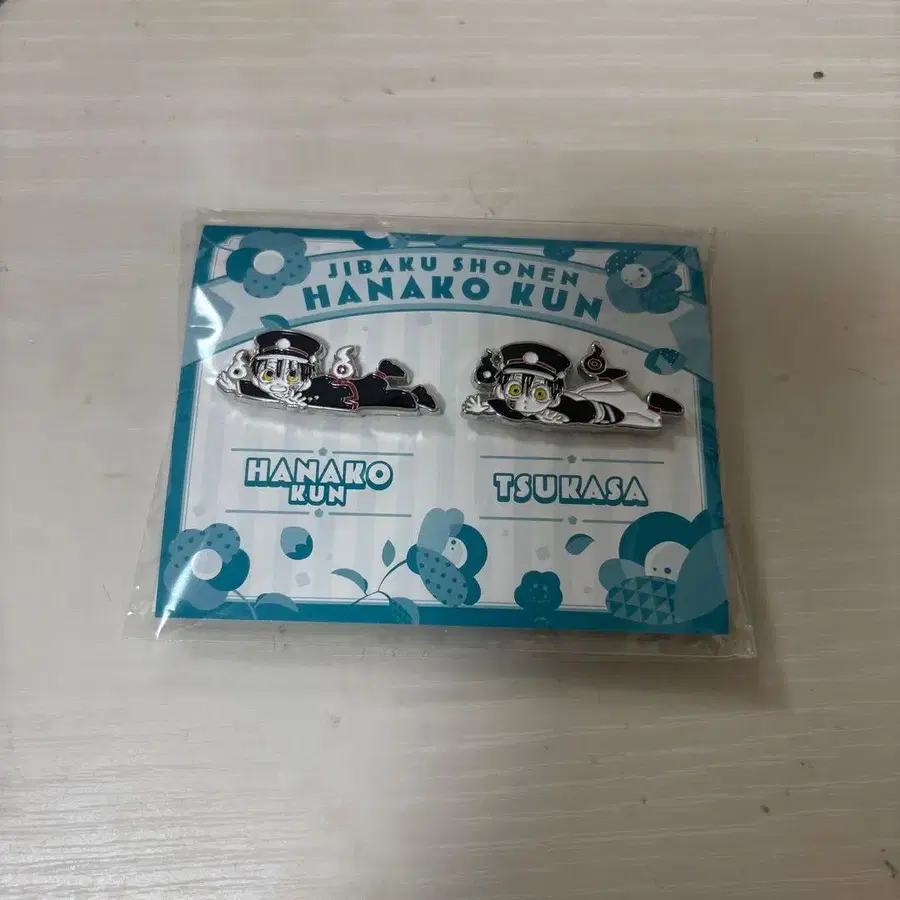 JIBAKU SHONEN
HANAKO KUN
HANAKO
KUN
TSUKASA